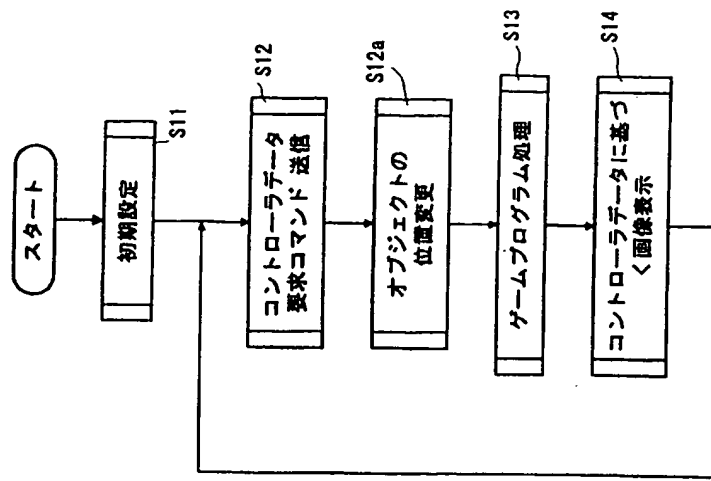 スタート
初期設定
S11
コントローラデータ
要求コマンド 送信
S12
オブジェクトの
位置変更
S12a
ゲームプログラム処理
S13
コントローラデータに基づ
く画像表示
S14